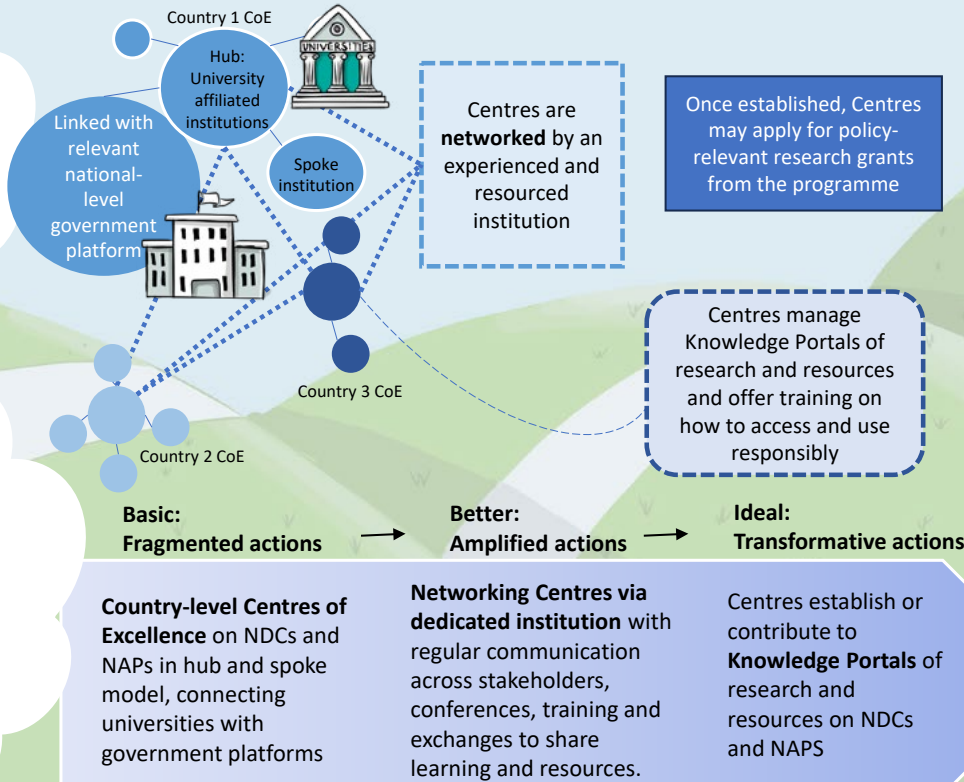 Country 1 CoE
Hub:
University
affiliated
institutions
UNIVERSITIES
Linked with
relevant
national-
level
government
platform
Spoke
institution
Centres are
networked by an
experienced and
resourced
institution
Once established, Centres
may apply for policy-
relevant research grants
from the programme
Country 3 CoE
Country 2 CoE
Centres manage
Knowledge Portals of
research and resources
and offer training on
how to access and use
responsibly
Basic:
Fragmented actions
Better:
Amplified actions
Ideal:
Transformative actions
Country-level Centres of
Excellence on NDCs and
NAPs in hub and spoke
model, connecting
universities with
government platforms
Networking Centres via
dedicated institution with
regular communication
across stakeholders,
conferences, training and
exchanges to share
learning and resources.
Centres establish or
contribute to
Knowledge Portals of
research and
resources on NDCs
and NAPS